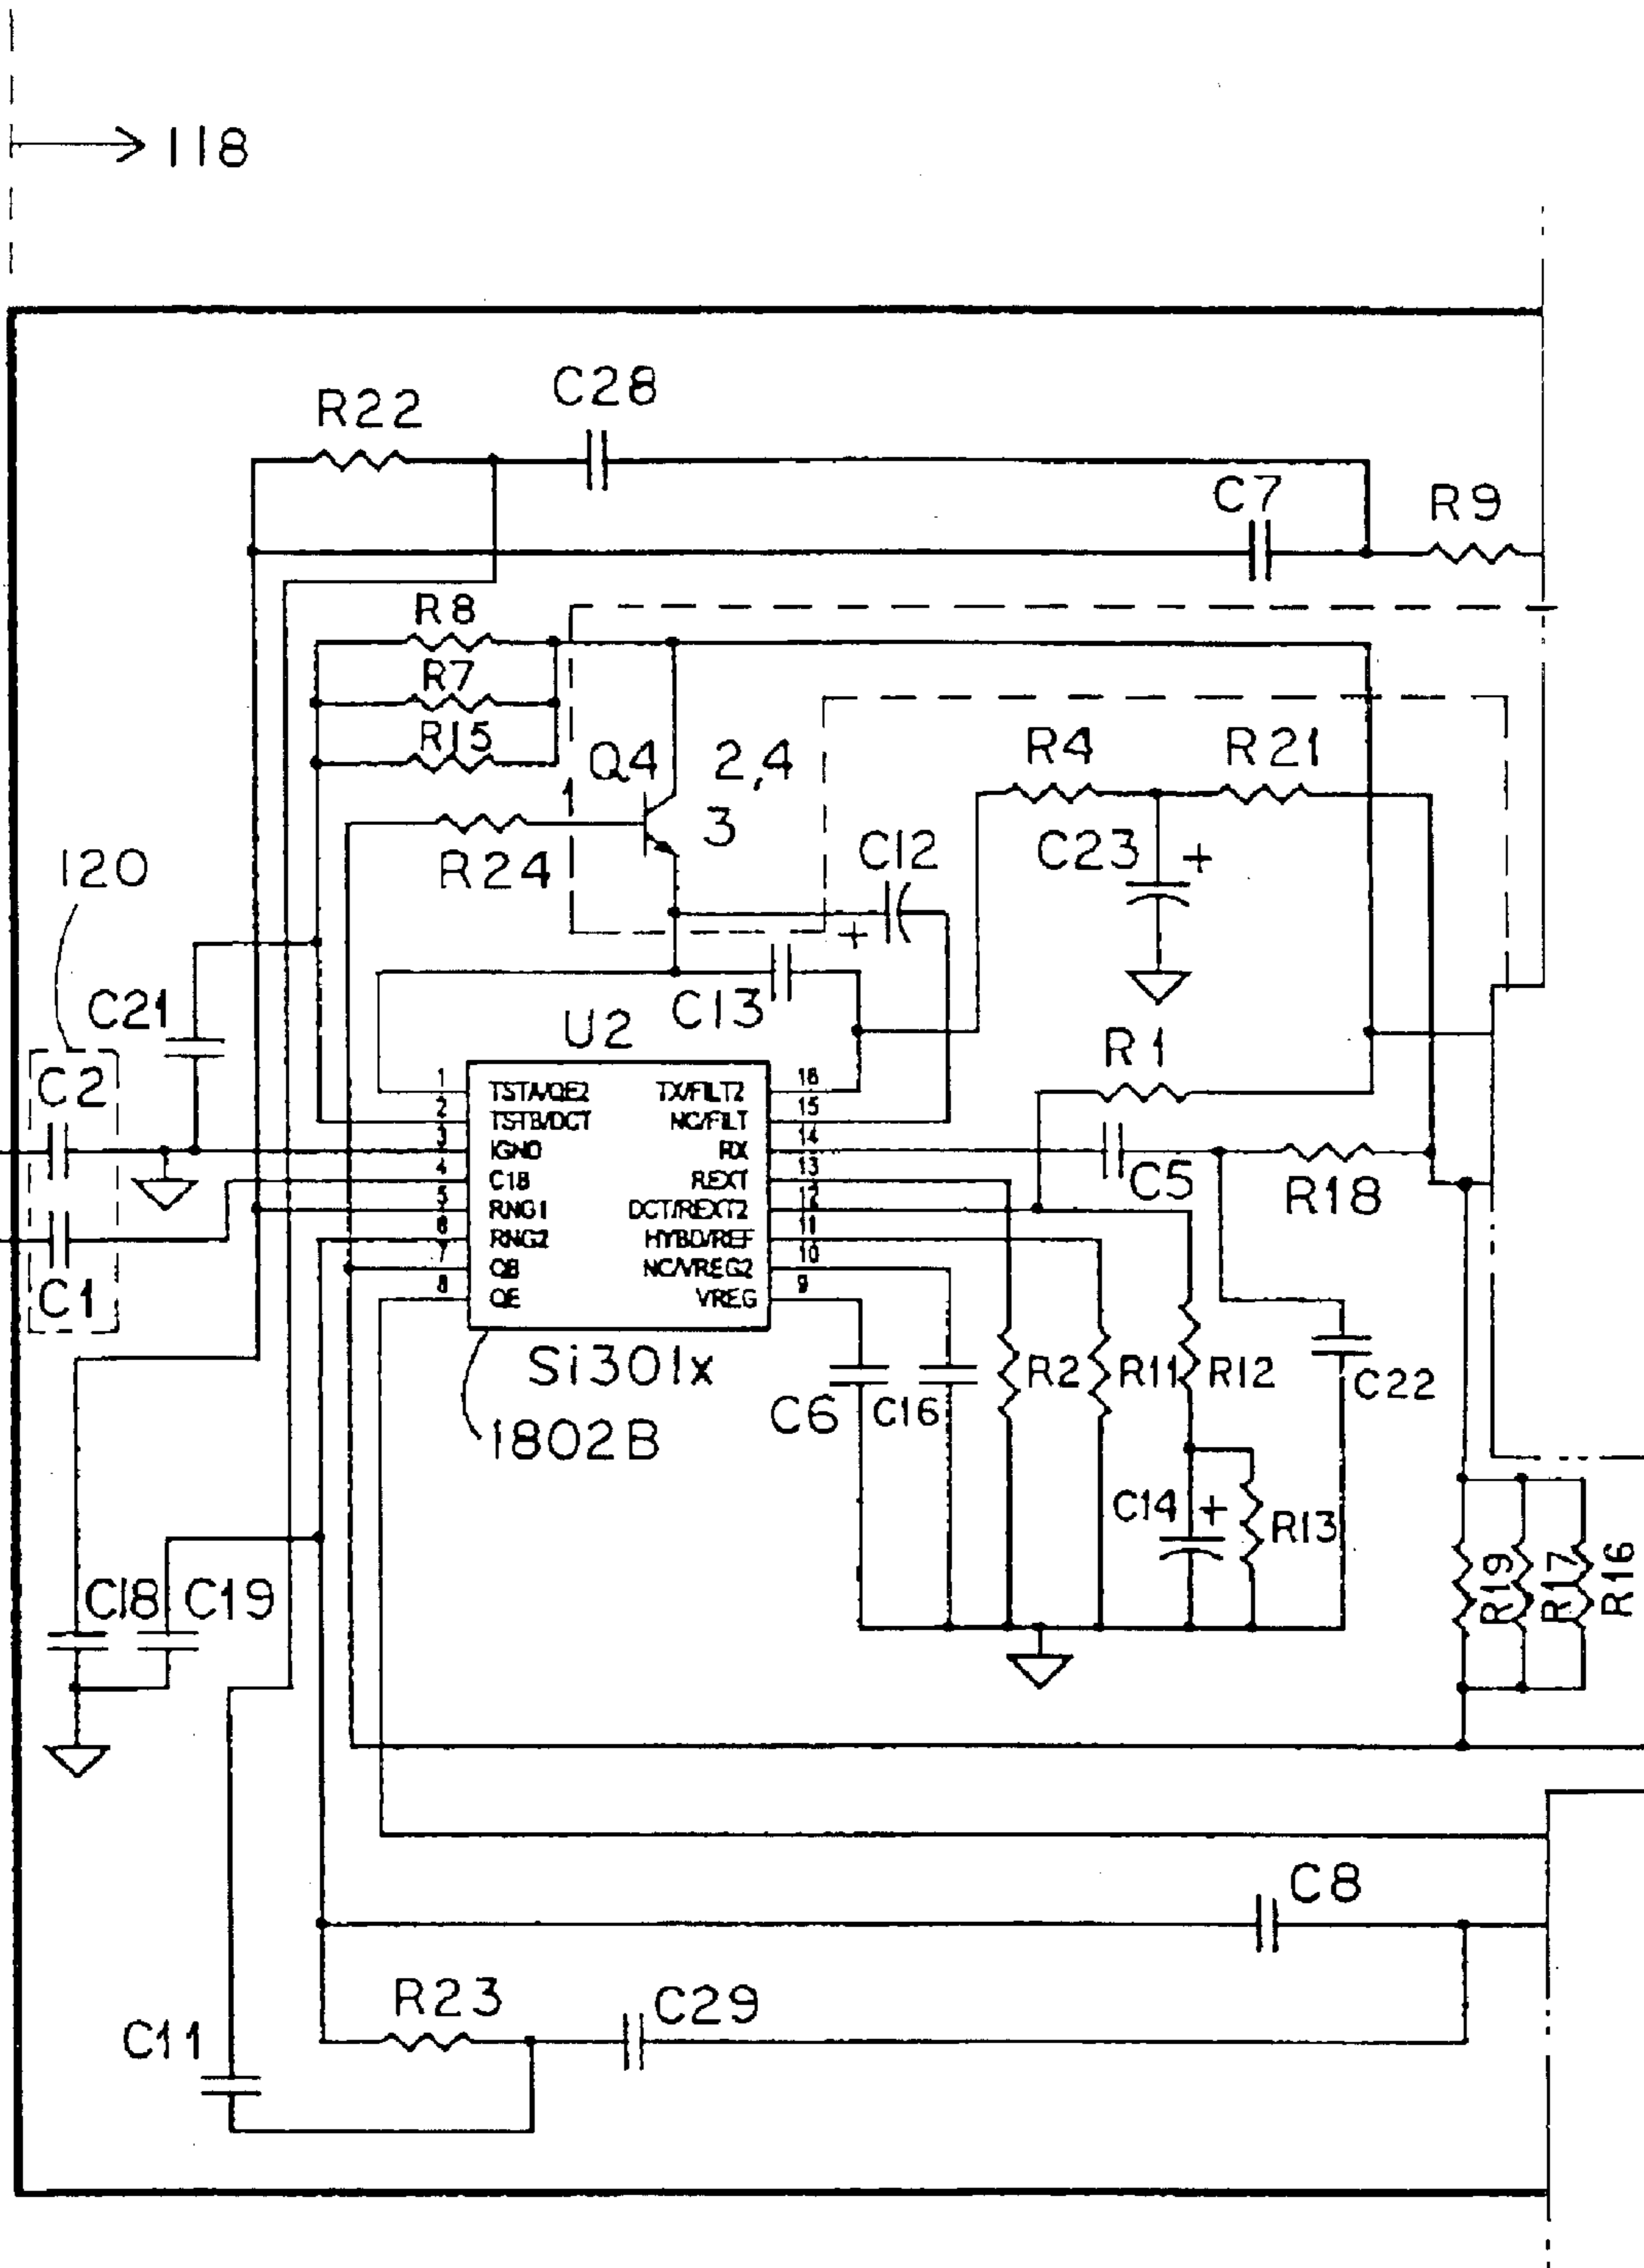 118
R22
C28
C7
R9
R8
R7
R15
Q4
2,4
1
3
R4
R21
R24
C12
C23
+
+
120
C21
C13
U2
R1
C2
C1
1 TSTA/QE2
2 TSTB/DCT
3 IGND
4 C1B
5 RNG1
6 RNG2
7 QB
8 QE
TX/FILT2 16
NC/FILT 15
RX 14
REXT 13
DCT/REXT2 12
HYBD/REF 11
NC/VREG2 10
VREG 9
C5
R18
Si301x
1802B
C6
C16
R2
R11
R12
C22
C14
+
R13
R19
R17
R16
C18
C19
C8
R23
C29
C11